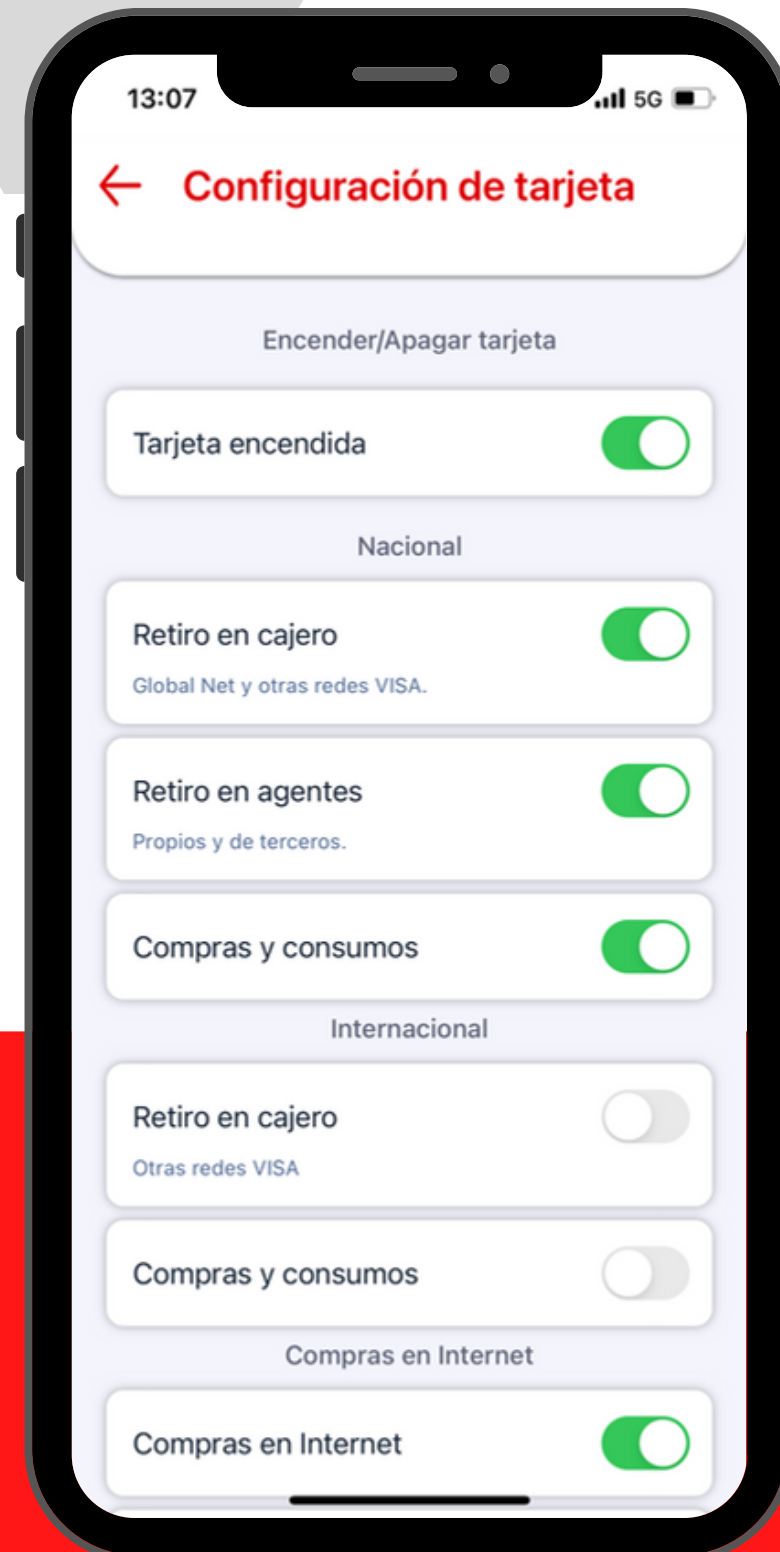 13:07
5G
Configuración de tarjeta
Encender/Apagar tarjeta
Tarjeta encendida
Nacional
Retiro en cajero
Global Net y otras redes VISA.
Retiro en agentes
Propios y de terceros.
Compras y consumos
Internacional
Retiro en cajero
Otras redes VISA
Compras y consumos
Compras en Internet
Compras en Internet